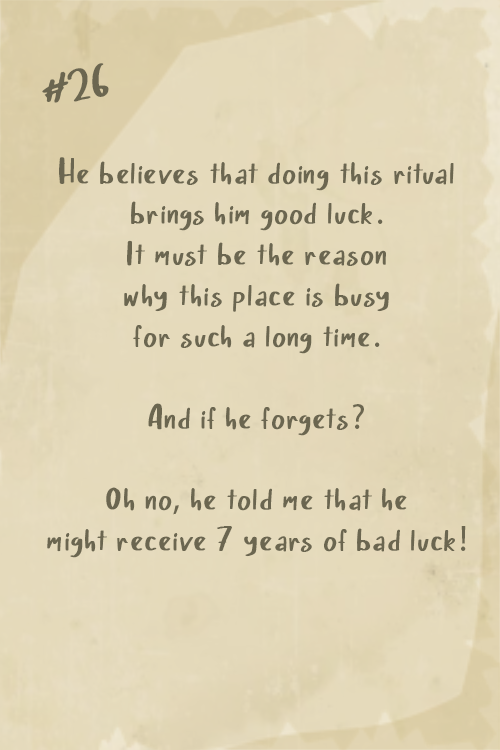 #26
He believes that doing this ritual
brings him good luck.
It must be the reason
why this place is busy
for such a long time.
And if he forgets?
Oh no, he told me that he
might receive 7 years of bad luck!